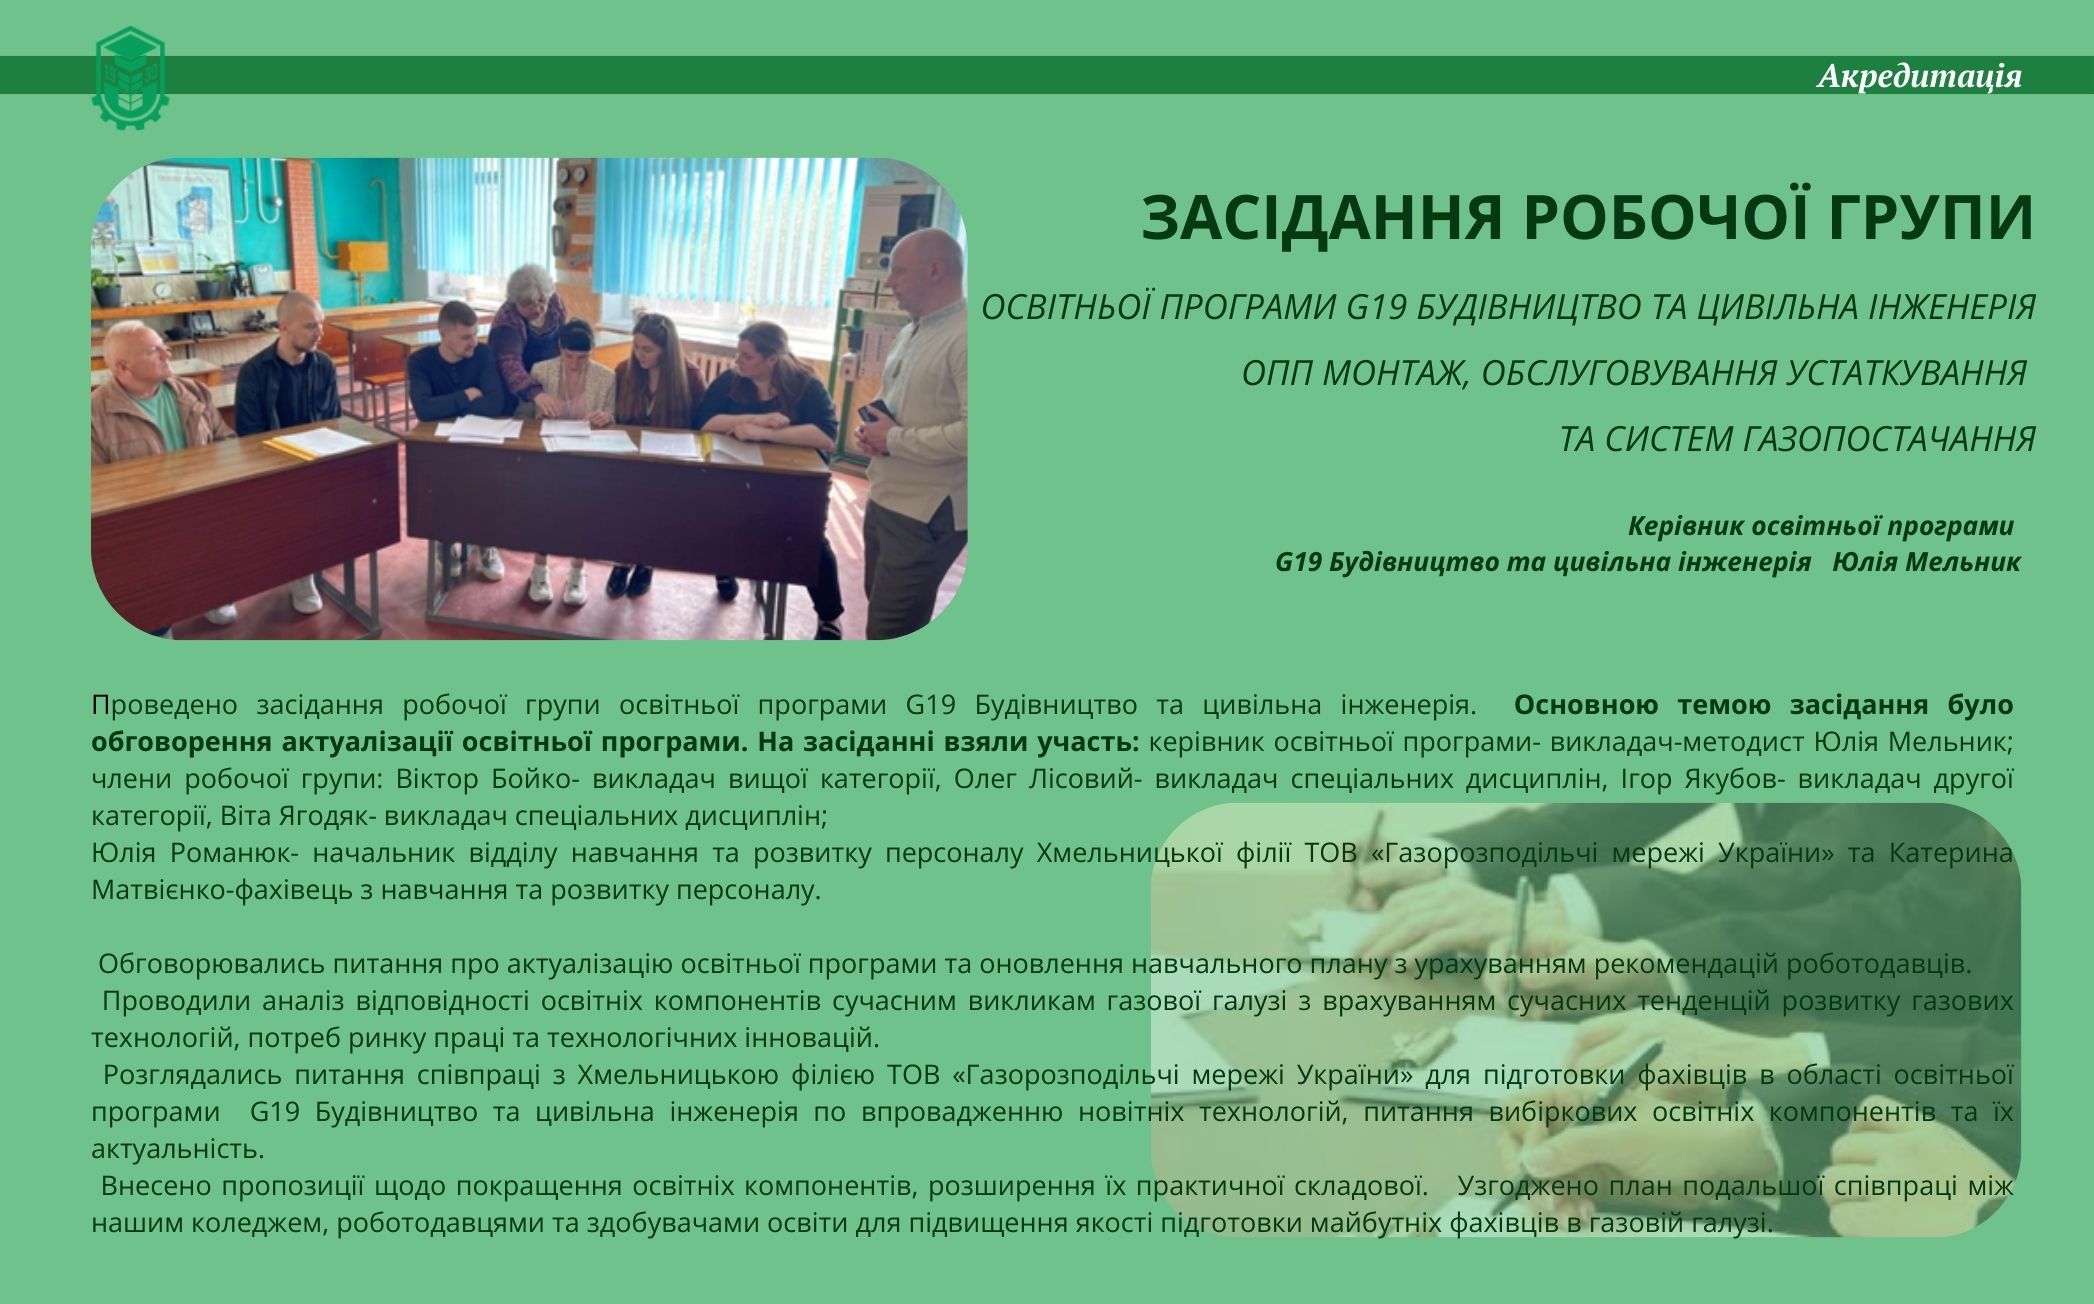 19 30
Акредитація
ЗАСІДАННЯ РОБОЧОЇ ГРУПИ
ОСВІТНЬОЇ ПРОГРАМИ G19 БУДІВНИЦТВО ТА ЦИВІЛЬНА ІНЖЕНЕРІЯ
ОПП МОНТАЖ, ОБСЛУГОВУВАННЯ УСТАТКУВАННЯ
ТА СИСТЕМ ГАЗОПОСТАЧАННЯ
Керівник освітньої програми
G19 Будівництво та цивільна інженерія Юлія Мельник
Проведено засідання робочої групи освітньої програми G19 Будівництво та цивільна інженерія. Основною темою засідання було
обговорення актуалізації освітньої програми. На засіданні взяли участь: керівник освітньої програми- викладач-методист Юлія Мельник;
члени робочої групи: Віктор Бойко- викладач вищої категорії, Олег Лісовий- викладач спеціальних дисциплін, Ігор Якубов- викладач другої
категорії, Віта Ягодяк- викладач спеціальних дисциплін;
Юлія Романюк- начальник відділу навчання та розвитку персоналу Хмельницької філії ТОВ «Газорозподільчі мережі України» та Катерина
Матвієнко-фахівець з навчання та розвитку персоналу.
Обговорювались питання про актуалізацію освітньої програми та оновлення навчального плану з урахуванням рекомендацій роботодавців.
Проводили аналіз відповідності освітніх компонентів сучасним викликам газової галузі з врахуванням сучасних тенденцій розвитку газових
технологій, потреб ринку праці та технологічних інновацій.
Розглядались питання співпраці з Хмельницькою філією ТОВ «Газорозподільчі мережі України» для підготовки фахівців в області освітньої
програми G19 Будівництво та цивільна інженерія по впровадженню новітніх технологій, питання вибіркових освітніх компонентів та їх
актуальність.
Внесено пропозиції щодо покращення освітніх компонентів, розширення їх практичної складової. Узгоджено план подальшої співпраці між
нашим коледжем, роботодавцями та здобувачами освіти для підвищення якості підготовки майбутніх фахівців в газовій галузі.